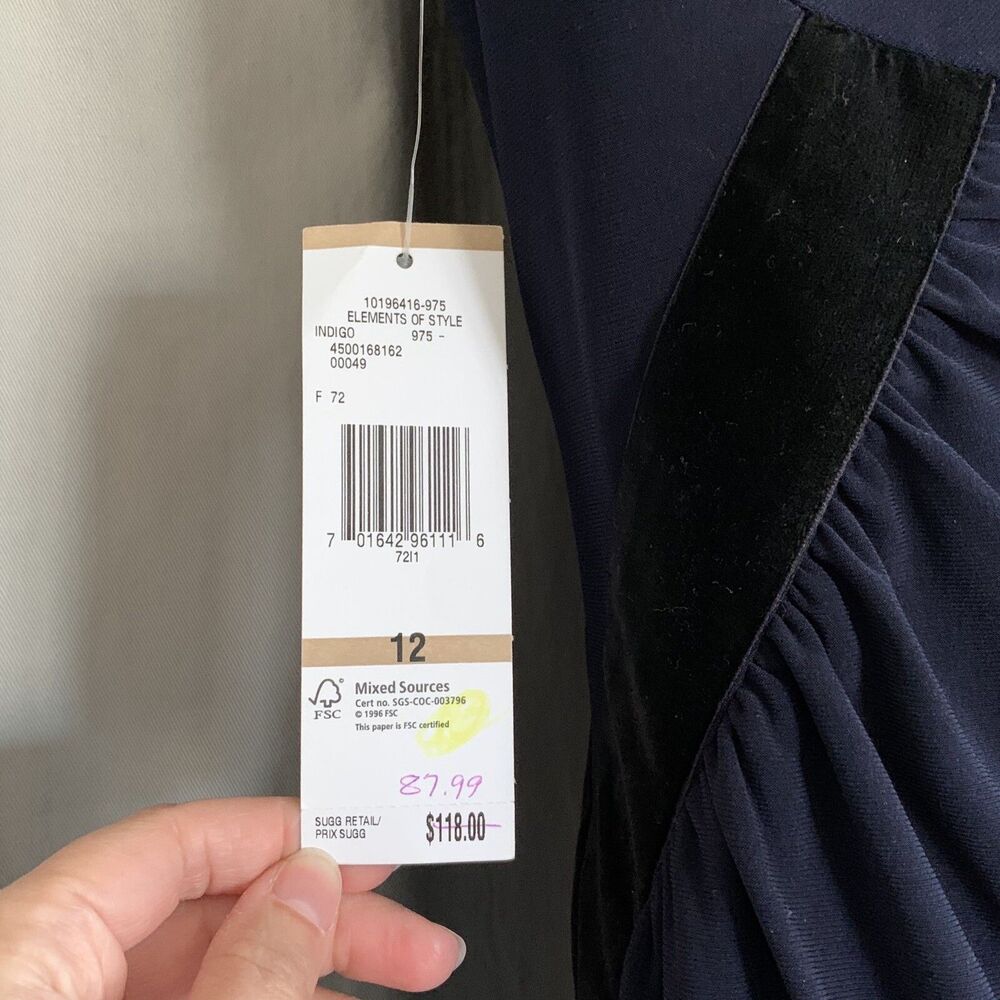 10196416-975
ELEMENTS OF STYLE
INDIGO 975 -
4500168162
00049
F 72
7 01642 96111 6
72I1
12
FSC
Mixed Sources
Cert no. SGS-COC-003796
© 1996 FSC
This paper is FSC certified
87.99
SUGG RETAIL/
PRIX SUGG
$118.00